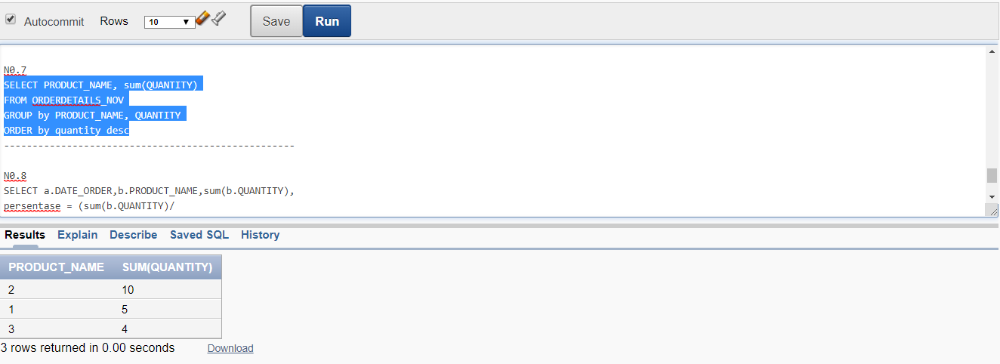 Autocommit Rows 10 Save Run
N0.7
SELECT PRODUCT_NAME, sum(QUANTITY)
FROM ORDERDETAILS_NOV
GROUP by PRODUCT_NAME, QUANTITY
ORDER by quantity desc
---------------------------------------------------
N0.8
SELECT a.DATE_ORDER,b.PRODUCT_NAME,sum(b.QUANTITY),
persentase = (sum(b.QUANTITY)/
Results Explain Describe Saved SQL History
PRODUCT_NAME SUM(QUANTITY)
2 10
1 5
3 4
3 rows returned in 0.00 seconds Download